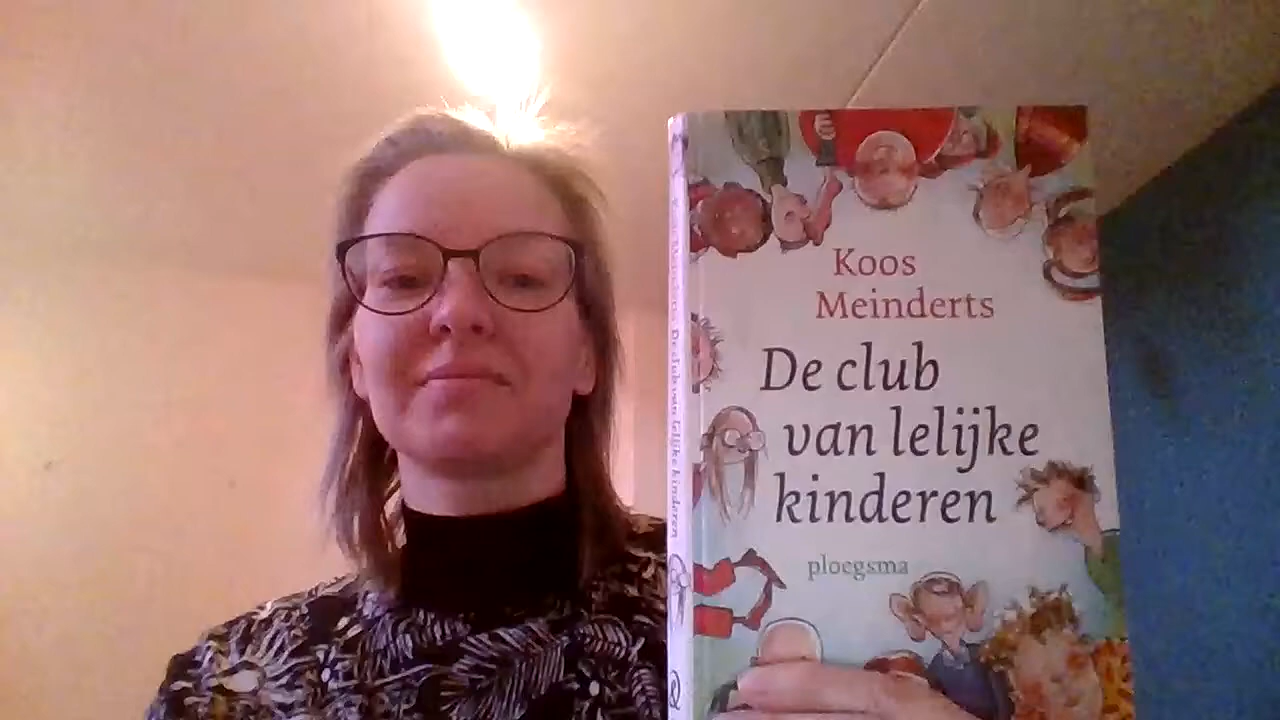 Koos
Meinderts
De club
van lelijke
kinderen
ploegsma
Koos Meinderts De club van lelijke kinderen